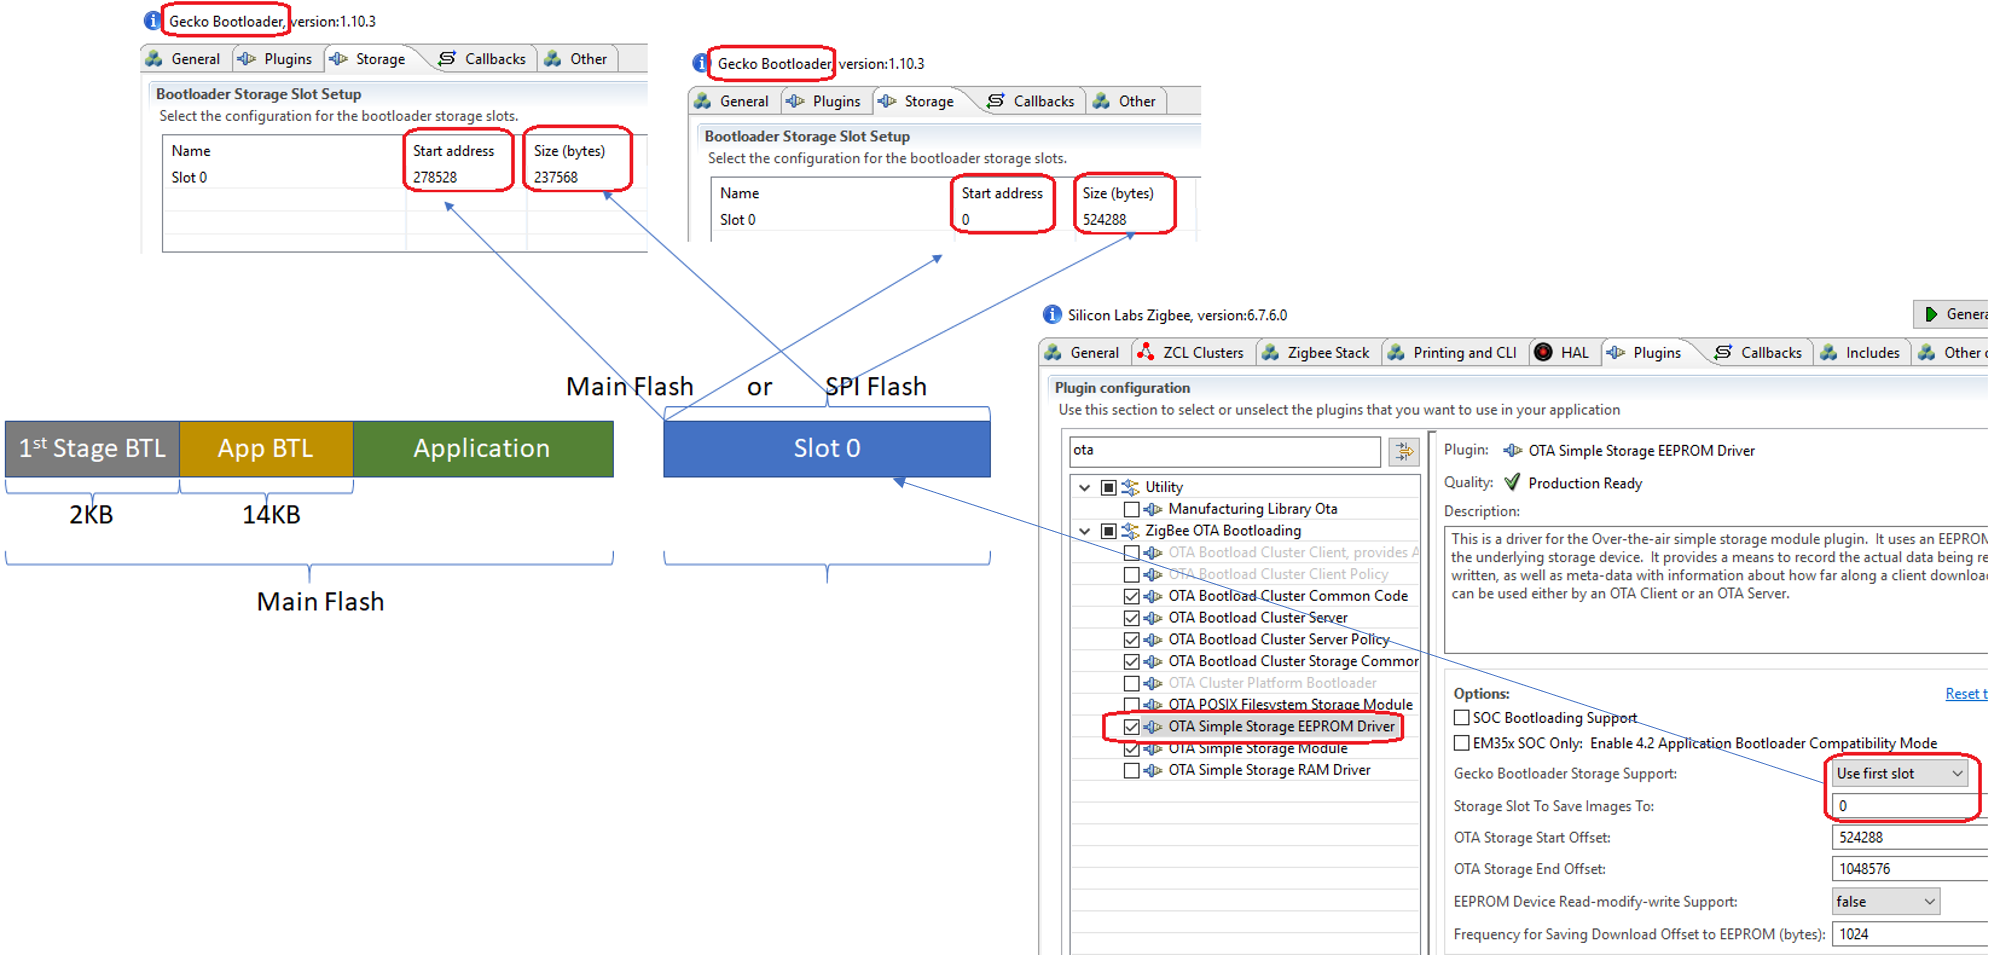 Gecko Bootloader, version:1.10.3
General Plugins Storage Callbacks Other
Bootloader Storage Slot Setup
Select the configuration for the bootloader storage slots.
Name Start address Size (bytes)
Slot 0 278528 237568
Gecko Bootloader, version:1.10.3
General Plugins Storage Callbacks Other
Bootloader Storage Slot Setup
Select the configuration for the bootloader storage slots.
Name Start address Size (bytes)
Slot 0 0 524288
Main Flash or SPI Flash
1st Stage BTL App BTL Application Slot 0
2KB 14KB
Main Flash
Silicon Labs Zigbee, version:6.7.6.0
Genera
General ZCL Clusters Zigbee Stack Printing and CLI HAL Plugins Callbacks Includes Other c
Plugin configuration
Use this section to select or unselect the plugins that you want to use in your application
ota
Utility
Manufacturing Library Ota
ZigBee OTA Bootloading
OTA Bootload Cluster Client, provides A
OTA Bootload Cluster Client Policy
OTA Bootload Cluster Common Code
OTA Bootload Cluster Server
OTA Bootload Cluster Server Policy
OTA Bootload Cluster Storage Common
OTA Cluster Platform Bootloader
OTA POSIX Filesystem Storage Module
OTA Simple Storage EEPROM Driver
OTA Simple Storage Module
OTA Simple Storage RAM Driver
Plugin: OTA Simple Storage EEPROM Driver
Quality: Production Ready
Description:
This is a driver for the Over-the-air simple storage module plugin. It uses an EEPROM
the underlying storage device. It provides a means to record the actual data being re
written, as well as meta-data with information about how far along a client download
can be used either by an OTA Client or an OTA Server.
Options: Reset t
SOC Bootloading Support
EM35x SOC Only: Enable 4.2 Application Bootloader Compatibility Mode
Gecko Bootloader Storage Support: Use first slot
Storage Slot To Save Images To: 0
OTA Storage Start Offset: 524288
OTA Storage End Offset: 1048576
EEPROM Device Read-modify-write Support: false
Frequency for Saving Download Offset to EEPROM (bytes): 1024